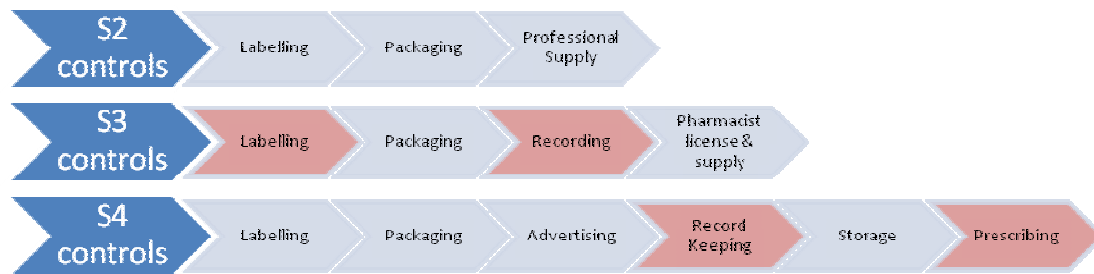 S2
controls
Labelling
Packaging
Professional
Supply
S3
controls
Labelling
Packaging
Recording
Pharmacist
license &
supply
S4
controls
Labelling
Packaging
Advertising
Record
Keeping
Storage
Prescribing